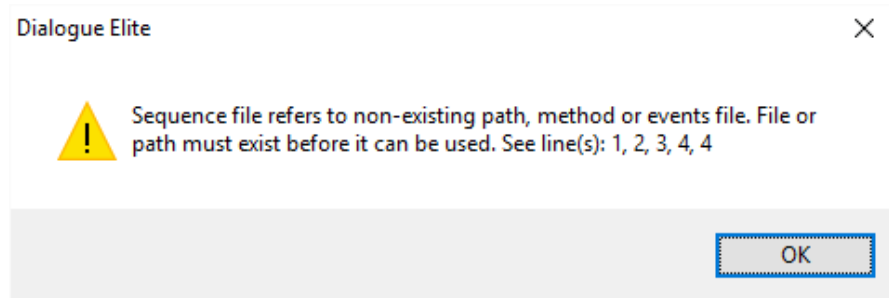 Dialogue Elite
Sequence file refers to non-existing path, method or events file. File or
path must exist before it can be used. See line(s): 1, 2, 3, 4, 4
OK